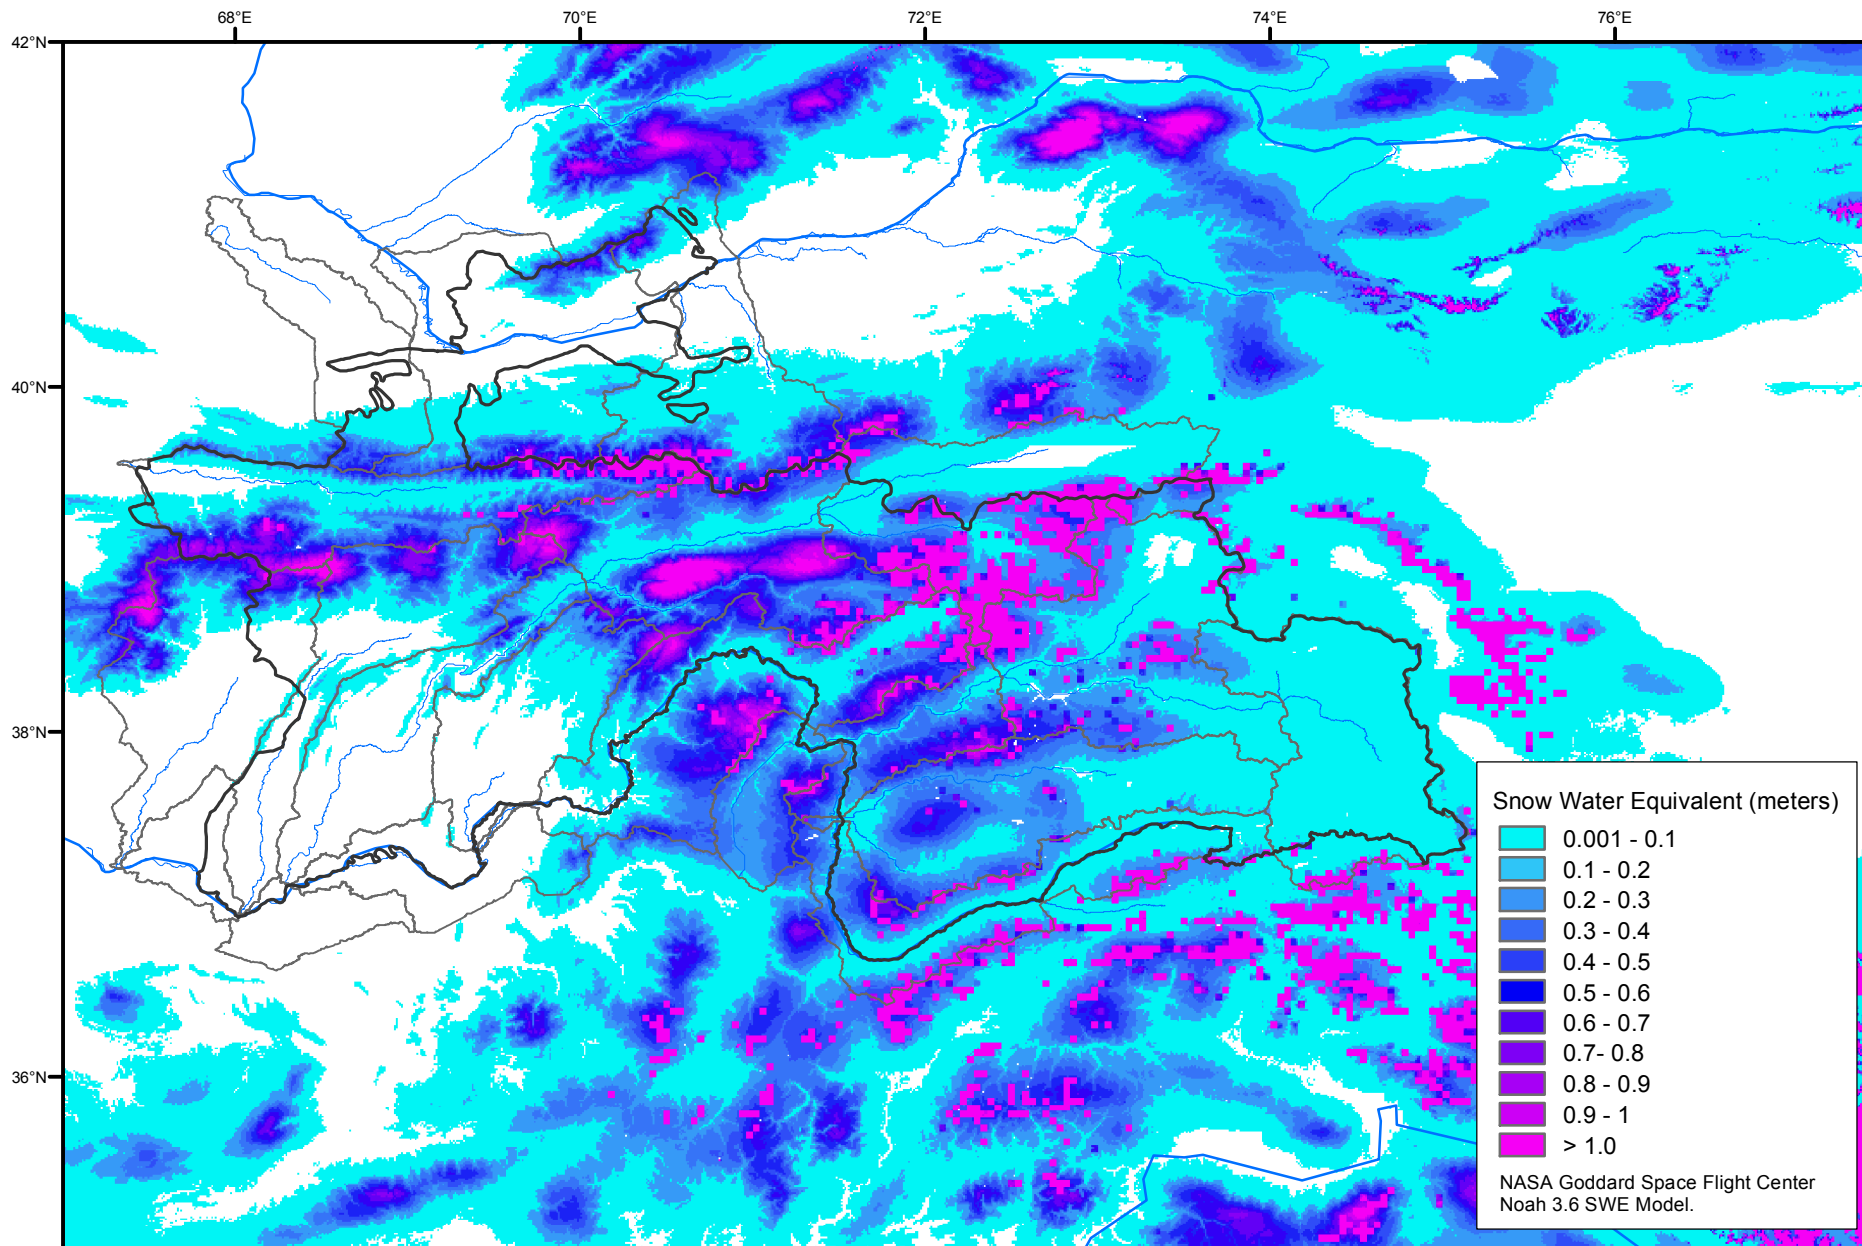 68°E 70°E 72°E 74°E 76°E
42°N
40°N
38°N
36°N
Snow Water Equivalent (meters)
0.001 - 0.1
0.1 - 0.2
0.2 - 0.3
0.3 - 0.4
0.4 - 0.5
0.5 - 0.6
0.6 - 0.7
0.7- 0.8
0.8 - 0.9
0.9 - 1
> 1.0
NASA Goddard Space Flight Center
Noah 3.6 SWE Model.